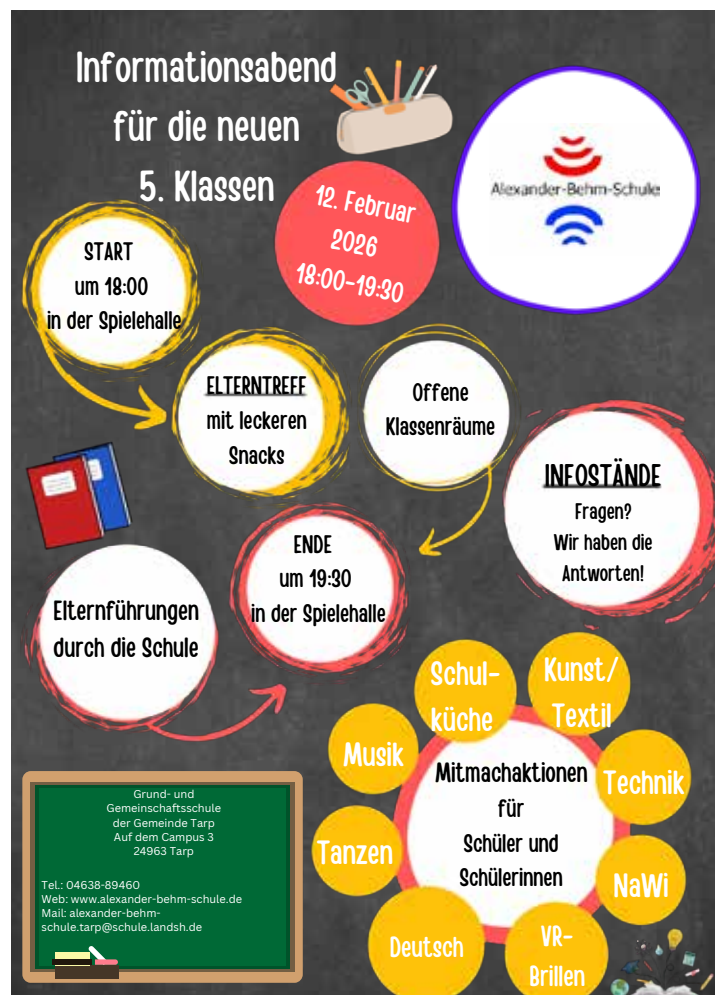 Informationsabend
für die neuen
5. Klassen
12. Februar
2026
18:00-19:30
Alexander-Behm-Schule
START
um 18:00
in der Spielehalle
ELTERNTREFF
mit leckeren
Snacks
Offene
Klassenräume
INFOSTÄNDE
Fragen?
Wir haben die
Antworten!
ENDE
um 19:30
in der Spielehalle
Elternführungen
durch die Schule
Schul-
küche
Kunst/
Textil
Musik
Mitmachaktionen
für
Schüler und
Schülerinnen
Technik
Tanzen
NaWi
Deutsch
VR-
Brillen
Grund- und
Gemeinschaftsschule
der Gemeinde Tarp
Auf dem Campus 3
24963 Tarp
Tel.: 04638-89460
Web: www.alexander-behm-schule.de
Mail: alexander-behm-
schule.tarp@schule.landsh.de